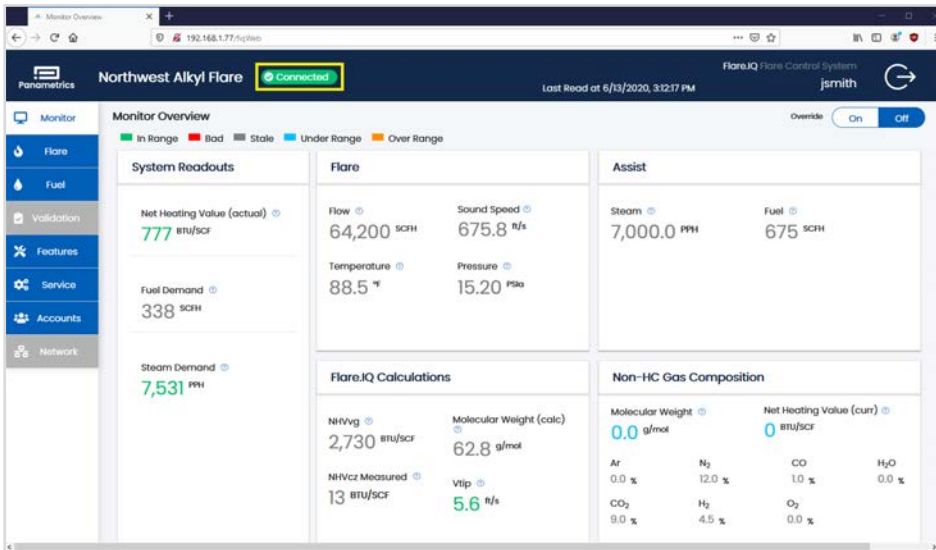 Monitor Overview
192.168.1.77/fiqWeb
Panametrics
Northwest Alkyl Flare
Connected
Flare.IQ Flare Control System
Last Read at 6/13/2020, 3:12:17 PM
jsmith
Monitor
Flare
Fuel
Validation
Features
Service
Accounts
Network
Monitor Overview
Override On Off
In Range Bad Stale Under Range Over Range
System Readouts
Net Heating Value (actual)
777 BTU/SCF
Fuel Demand
338 SCFH
Steam Demand
7,531 PPH
Flare
Flow Sound Speed
64,200 SCFH 675.8 ft/s
Temperature Pressure
88.5 °F 15.20 PSIa
Assist
Steam Fuel
7,000.0 PPH 675 SCFH
Flare.IQ Calculations
NHVvg Molecular Weight (calc)
2,730 BTU/SCF 62.8 g/mol
NHVcz Measured Vtip
13 BTU/SCF 5.6 ft/s
Non-HC Gas Composition
Molecular Weight Net Heating Value (curr)
0.0 g/mol 0 BTU/SCF
Ar N₂ CO H₂O
0.0 % 12.0 % 1.0 % 0.0 %
CO₂ H₂ O₂
9.0 % 4.5 % 0.0 %